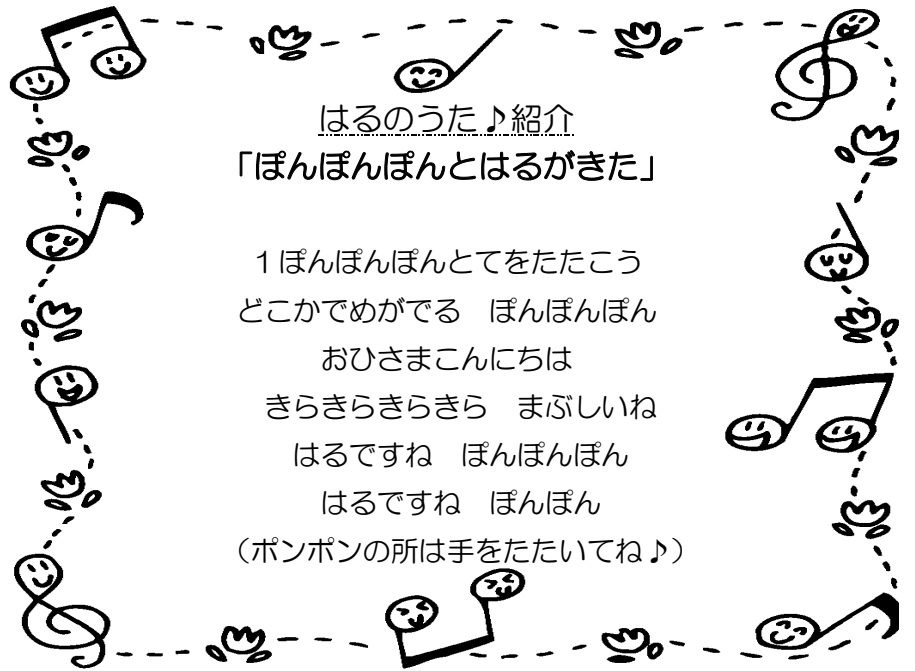 はるのうた♪紹介
「ぽんぽんぽんとはるがきた」
１ぽんぽんぽんとてをたたこう
どこかでめがでる　ぽんぽんぽん
おひさまこんにちは
きらきらきらきら　まぶしいね
はるですね　ぽんぽんぽん
はるですね　ぽんぽん
（ポンポンの所は手をたたいてね♪）